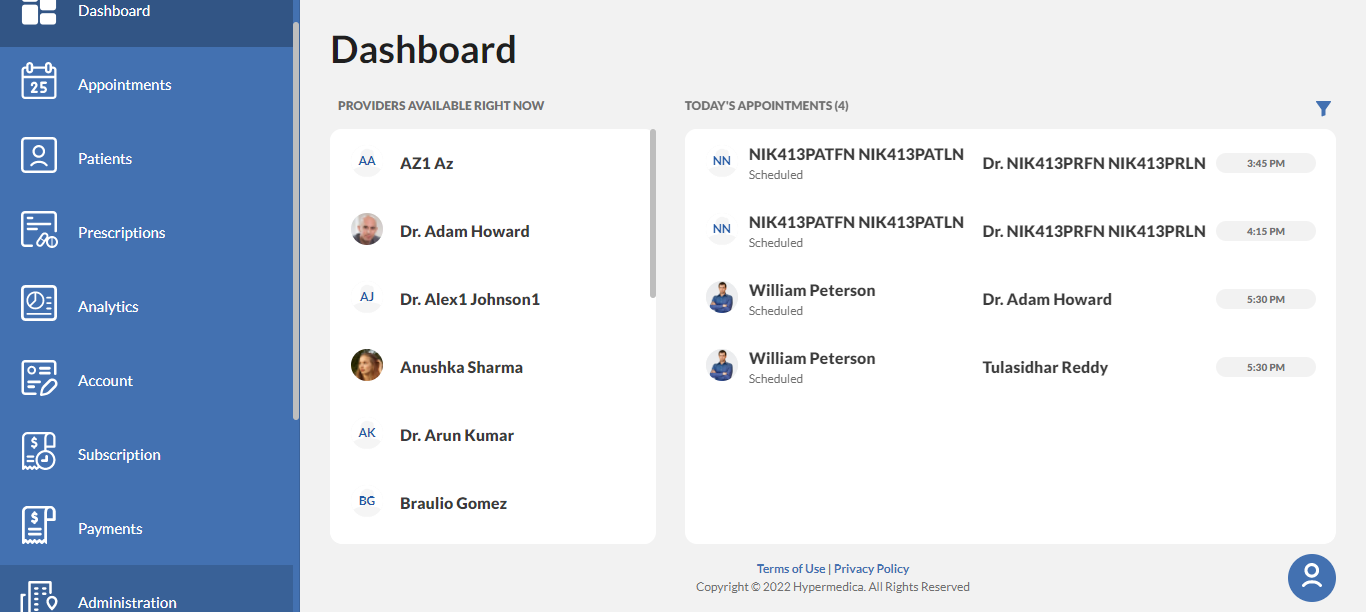 Dashboard
25
Appointments
Patients
Prescriptions
Analytics
Account
$
Subscription
$
Payments
Administration
Dashboard
PROVIDERS AVAILABLE RIGHT NOW
AA AZ1 Az
Dr. Adam Howard
AJ Dr. Alex1 Johnson1
Anushka Sharma
AK Dr. Arun Kumar
BG Braulio Gomez
TODAY'S APPOINTMENTS (4)
NN NIK413PATFN NIK413PATLN Dr. NIK413PRFN NIK413PRLN 3:45 PM
Scheduled
NN NIK413PATFN NIK413PATLN Dr. NIK413PRFN NIK413PRLN 4:15 PM
Scheduled
William Peterson Dr. Adam Howard 5:30 PM
Scheduled
William Peterson Tulasidhar Reddy 5:30 PM
Scheduled
Terms of Use | Privacy Policy
Copyright © 2022 Hypermedica. All Rights Reserved